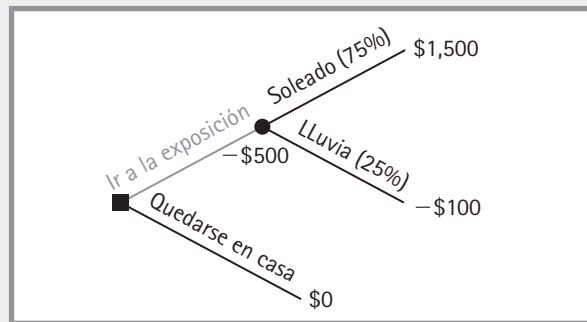 Soleado (75%)
$1,500
Ir a la exposición
−$500
LLuvia (25%)
−$100
Quedarse en casa
$0